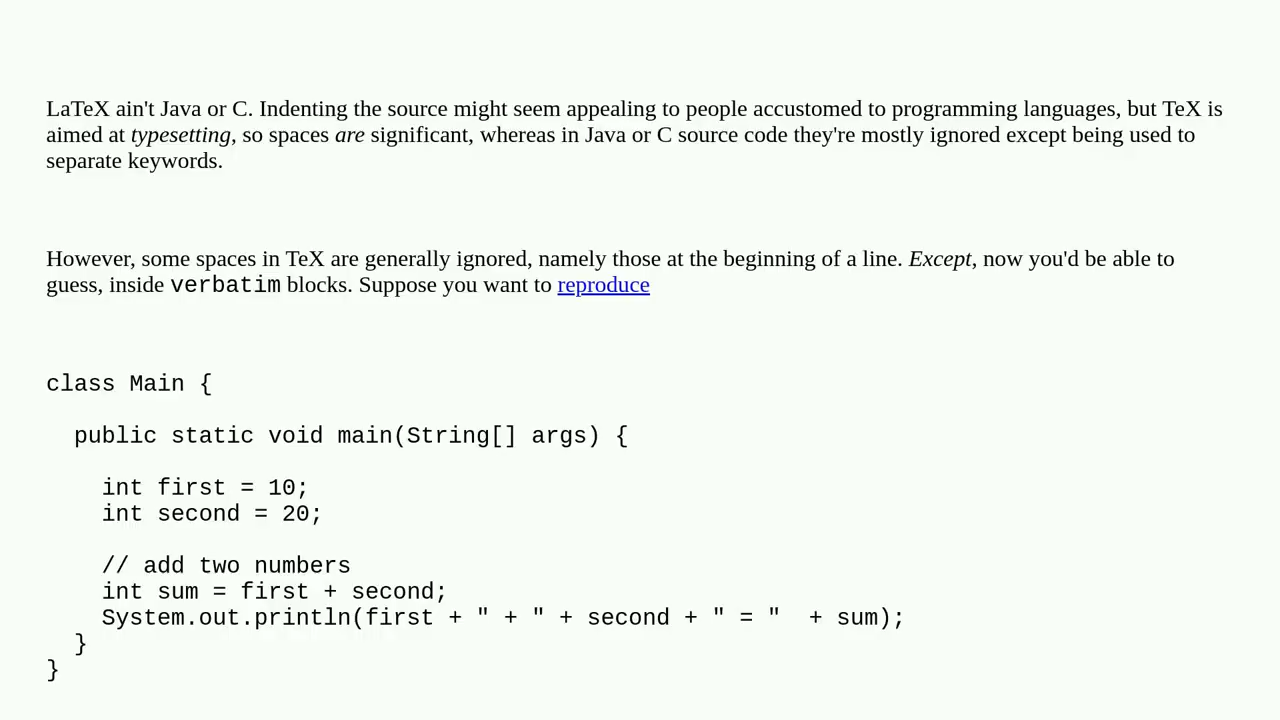 LaTeX ain't Java or C. Indenting the source might seem appealing to people accustomed to programming languages, but TeX is
aimed at typesetting, so spaces are significant, whereas in Java or C source code they're mostly ignored except being used to
separate keywords.
However, some spaces in TeX are generally ignored, namely those at the beginning of a line. Except, now you'd be able to
guess, inside verbatim blocks. Suppose you want to reproduce
class Main {
  public static void main(String[] args) {
    int first = 10;
    int second = 20;
    // add two numbers
    int sum = first + second;
    System.out.println(first + " + " + second + " = "  + sum);
  }
}